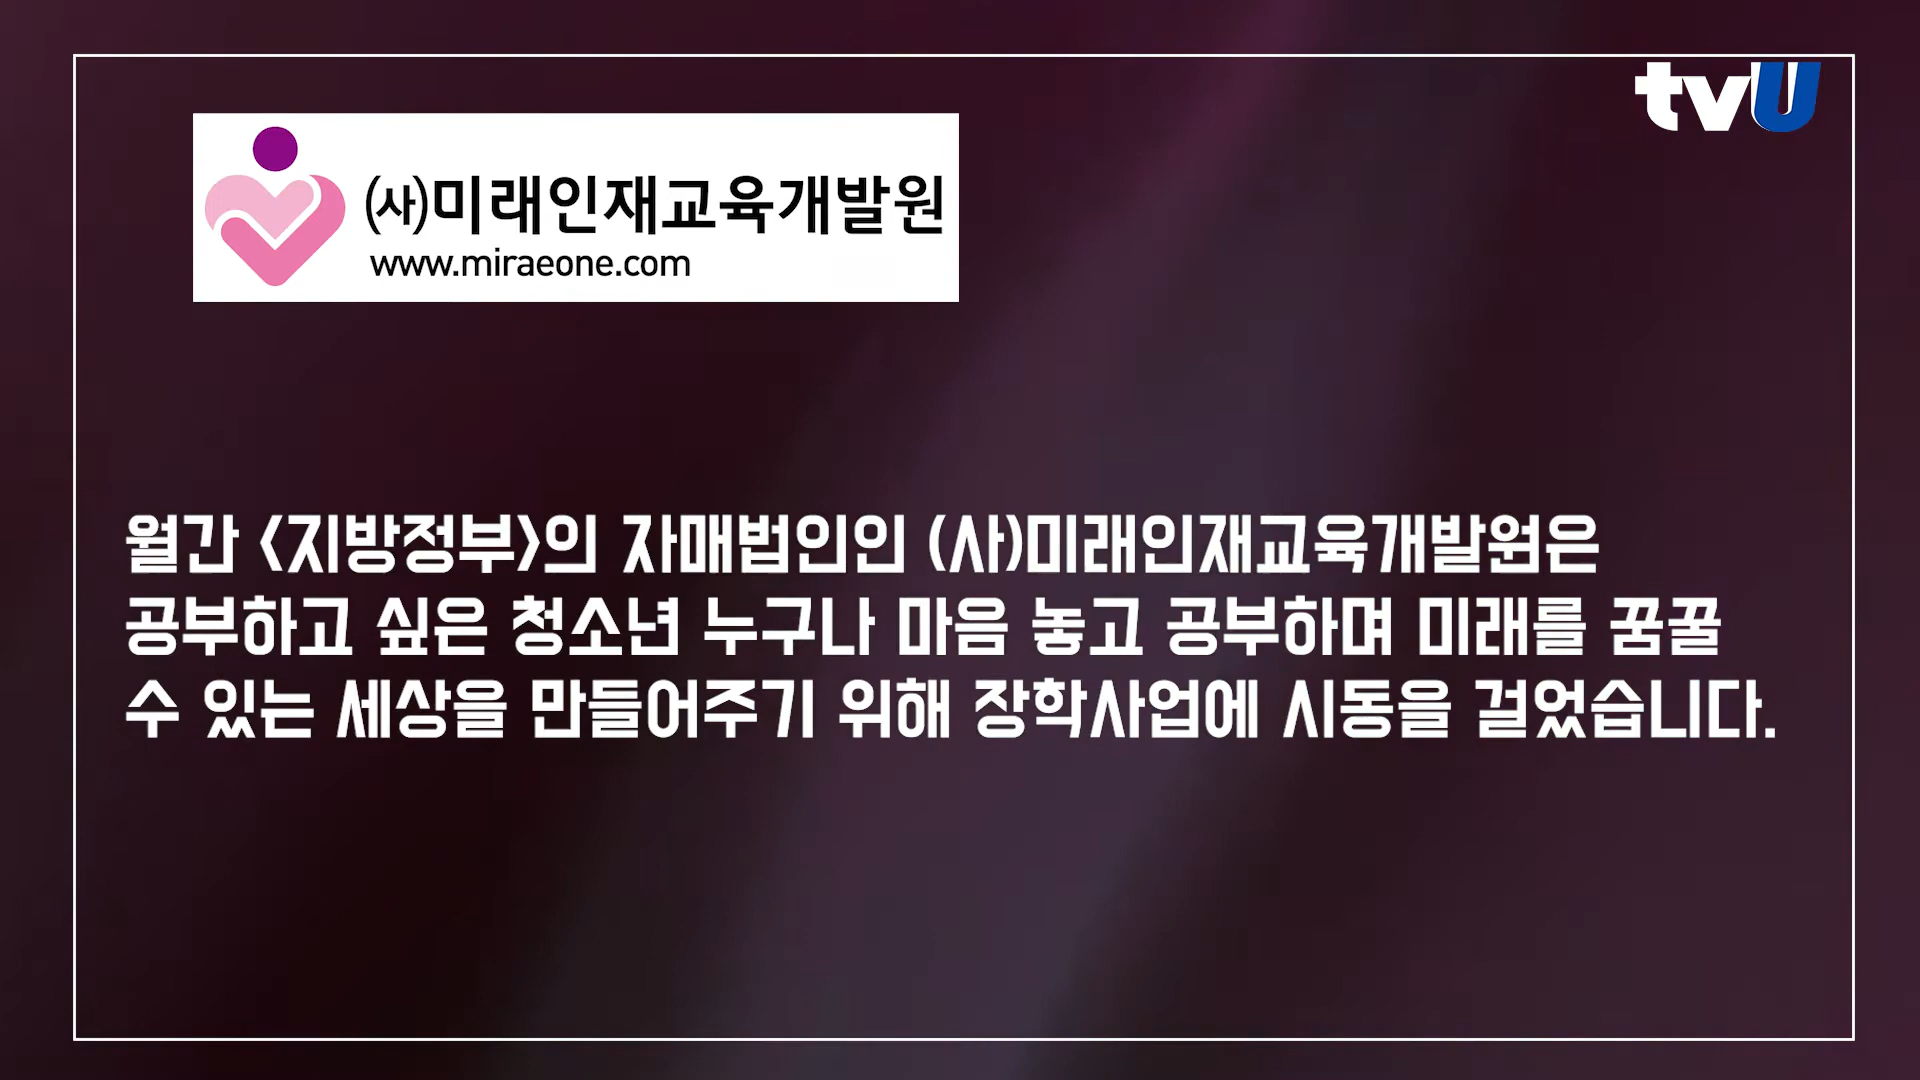 tvU
(사)미래인재교육개발원
www.miraeone.com
월간 <지방정부>의 자매법인인 (사)미래인재교육개발원은
공부하고 싶은 청소년 누구나 마음 놓고 공부하며 미래를 꿈꿀
수 있는 세상을 만들어주기 위해 장학사업에 시동을 걸었습니다.